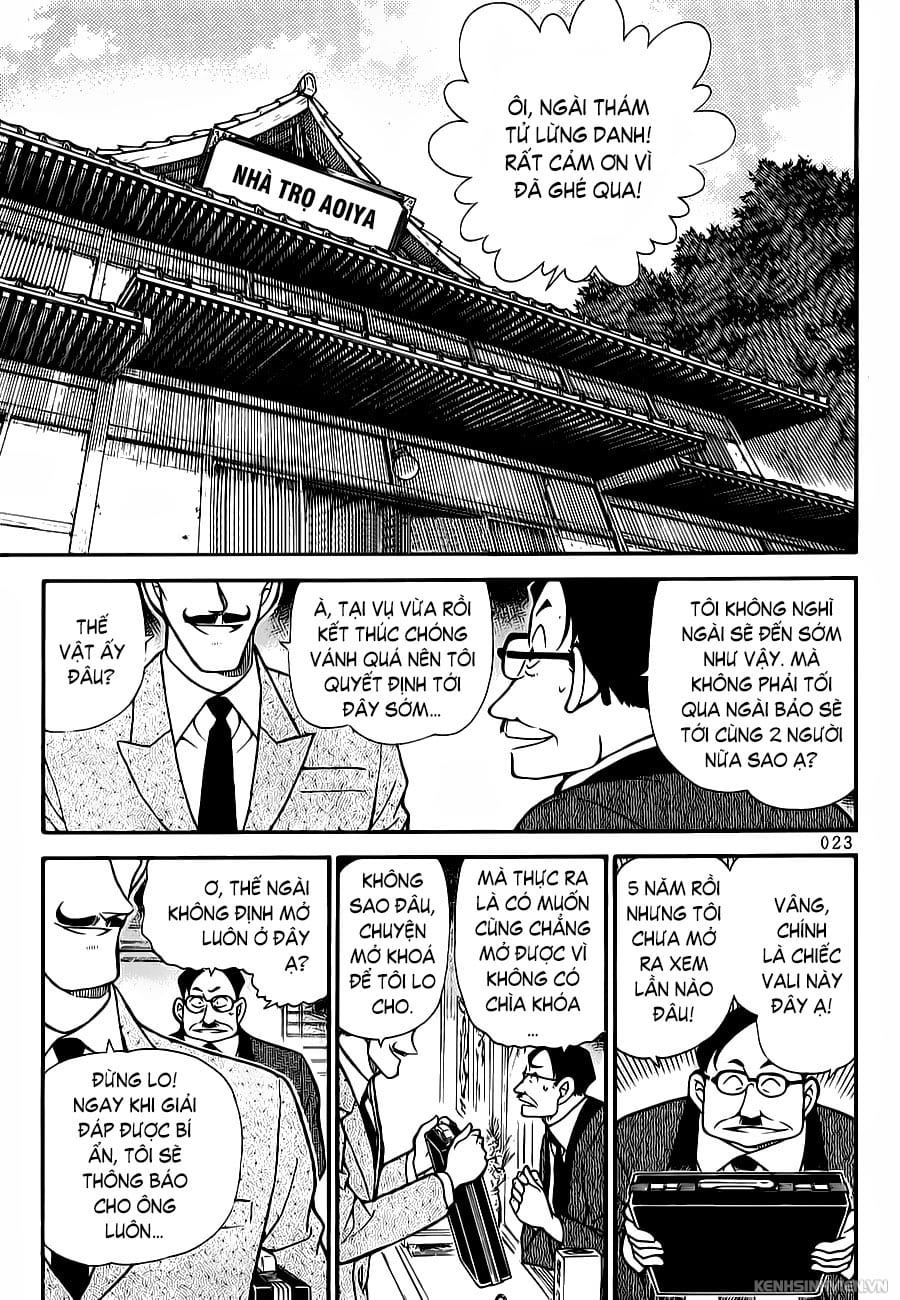 ÔI, NGÀI THÁM
TỬ LỪNG DANH!
RẤT CẢM ƠN VÌ
ĐÃ GHÉ QUA!
NHÀ TRỌ AOIYA
TÔI KHÔNG NGHĨ
NGÀI SẼ ĐẾN SỚM
NHƯ VẬY. MÀ
KHÔNG PHẢI TỐI
QUA NGÀI BẢO SẼ
TỚI CÙNG 2 NGƯỜI
NỮA SAO Ạ?
À, TẠI VỤ VỪA RỒI
KẾT THÚC CHÓNG
VÁNH QUÁ NÊN TÔI
QUYẾT ĐỊNH TỚI
ĐÂY SỚM...
THẾ
VẬT ẤY
ĐÂU?
023
VÂNG,
CHÍNH
LÀ CHIẾC
VALI NÀY
ĐÂY Ạ!
5 NĂM RỒI
NHƯNG TÔI
CHƯA MỞ
RA XEM
LẦN NÀO
ĐÂU!
MÀ THỰC RA
LÀ CÓ MUỐN
CŨNG CHẲNG
MỞ ĐƯỢC VÌ
KHÔNG CÓ
CHÌA KHÓA
...
KHÔNG
SAO ĐÂU,
CHUYỆN
MỞ KHOÁ
ĐỂ TÔI LO
CHO.
Ơ, THẾ NGÀI
KHÔNG ĐỊNH MỞ
LUÔN Ở ĐÂY
Ạ?
ĐỪNG LO!
NGAY KHI GIẢI
ĐÁP ĐƯỢC BÍ
ẨN, TÔI SẼ
THÔNG BÁO
CHO ÔNG
LUÔN...
KENHSINHVIEN.VN